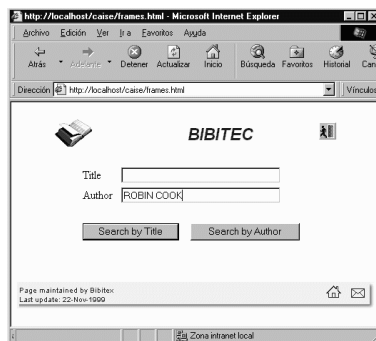 http://localhost/caise/frames.html - Microsoft Internet Explorer
Archivo Edición Ver Ir a Favoritos Ayuda
Atrás Adelante Detener Actualizar Inicio Búsqueda Favoritos Historial Can
Dirección http://localhost/caise/frames.html Vínculos
BIBITEC
Title
Author ROBIN COOK
Search by Title Search by Author
Page maintained by Bibitex
Last update: 22-Nov-1999
Zona intranet local